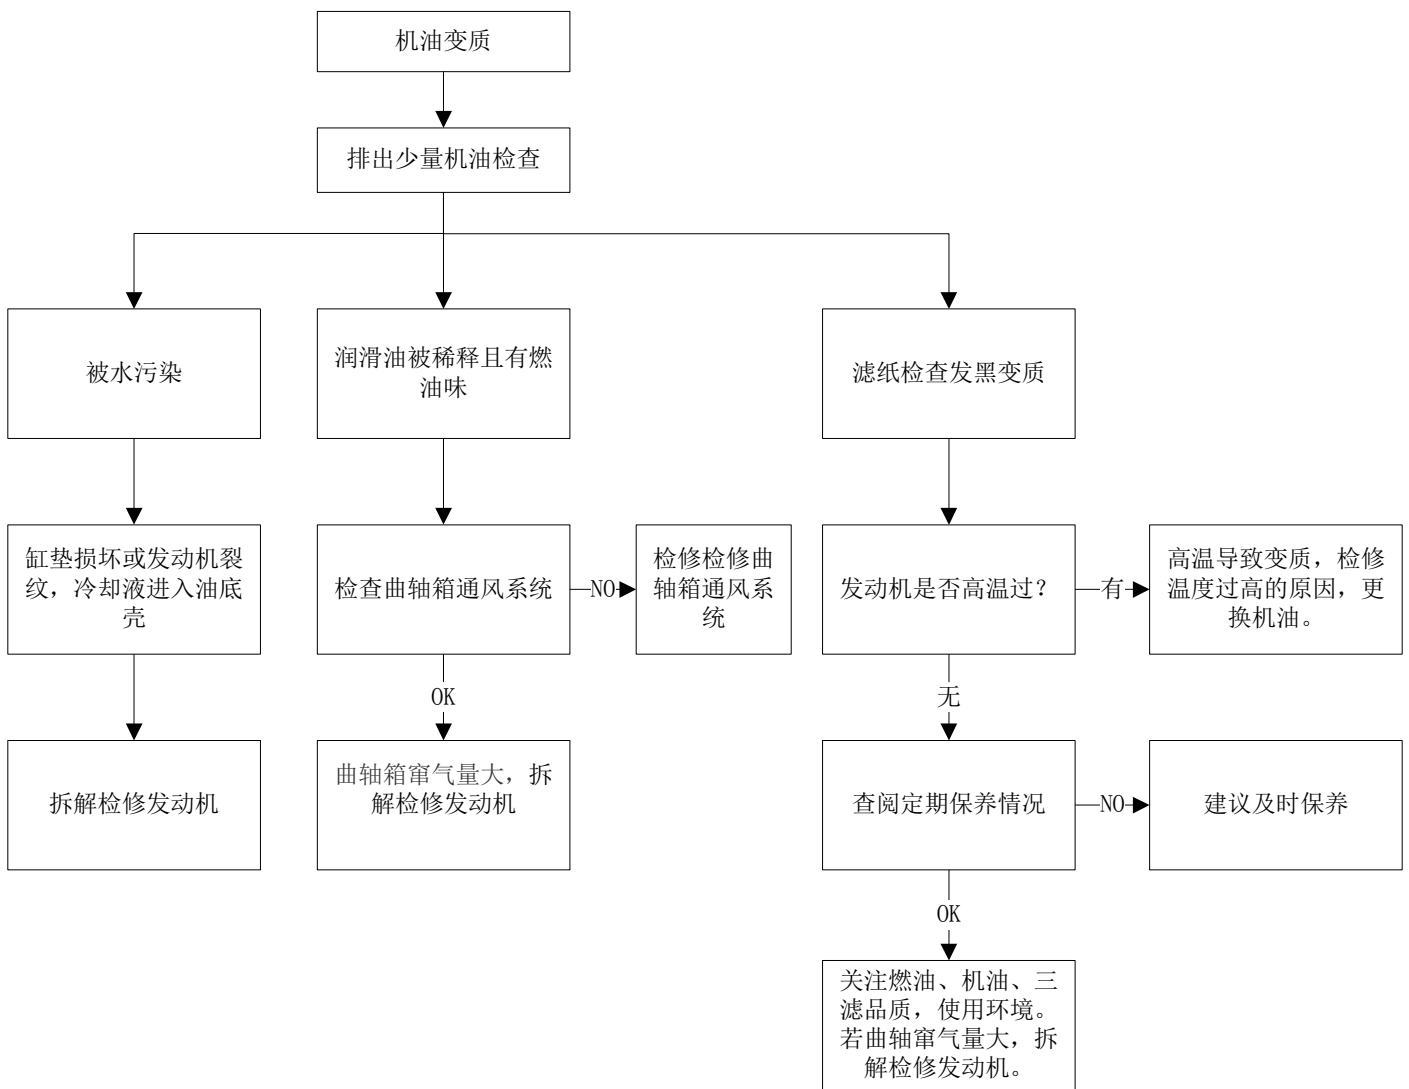 机油变质
排出少量机油检查
被水污染
润滑油被稀释且有燃
油味
滤纸检查发黑变质
缸垫损坏或发动机裂
纹，冷却液进入油底
壳
检查曲轴箱通风系统
NO
检修检修曲
轴箱通风系
统
发动机是否高温过？
有
高温导致变质，检修
温度过高的原因，更
换机油。
OK
无
拆解检修发动机
曲轴箱窜气量大，拆
解检修发动机
查阅定期保养情况
NO
建议及时保养
OK
关注燃油、机油、三
滤品质，使用环境。
若曲轴窜气量大，拆
解检修发动机。